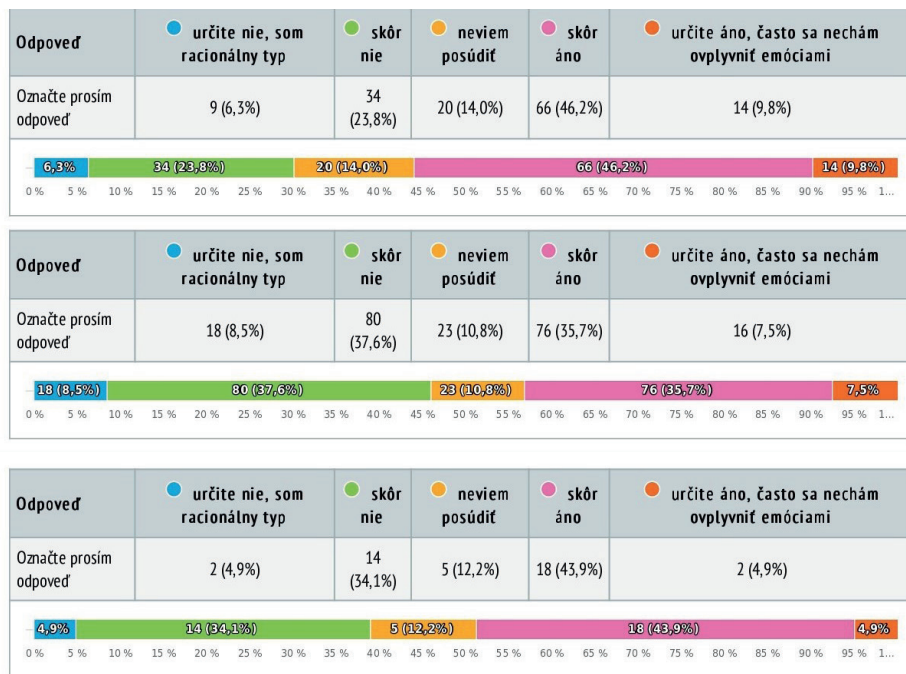 Odpoveď
určite nie, som
racionálny typ
skôr
nie
neviem
posúdiť
skôr
áno
určite áno, často sa nechám
ovplyvniť emóciami
Označte prosím
odpoveď
9 (6,3%)
34
(23,8%)
20 (14,0%)
66 (46,2%)
14 (9,8%)
6,3% 34 (23,8%) 20 (14,0%) 66 (46,2%) 14 (9,8%)
0 % 5 % 10 % 15 % 20 % 25 % 30 % 35 % 40 % 45 % 50 % 55 % 60 % 65 % 70 % 75 % 80 % 85 % 90 % 95 % 1...
Odpoveď
určite nie, som
racionálny typ
skôr
nie
neviem
posúdiť
skôr
áno
určite áno, často sa nechám
ovplyvniť emóciami
Označte prosím
odpoveď
18 (8,5%)
80
(37,6%)
23 (10,8%)
76 (35,7%)
16 (7,5%)
18 (8,5%) 80 (37,6%) 23 (10,8%) 76 (35,7%) 7,5%
0 % 5 % 10 % 15 % 20 % 25 % 30 % 35 % 40 % 45 % 50 % 55 % 60 % 65 % 70 % 75 % 80 % 85 % 90 % 95 % 1...
Odpoveď
určite nie, som
racionálny typ
skôr
nie
neviem
posúdiť
skôr
áno
určite áno, často sa nechám
ovplyvniť emóciami
Označte prosím
odpoveď
2 (4,9%)
14
(34,1%)
5 (12,2%)
18 (43,9%)
2 (4,9%)
4,9% 14 (34,1%) 5 (12,2%) 18 (43,9%) 4,9%
0 % 5 % 10 % 15 % 20 % 25 % 30 % 35 % 40 % 45 % 50 % 55 % 60 % 65 % 70 % 75 % 80 % 85 % 90 % 95 % 1...